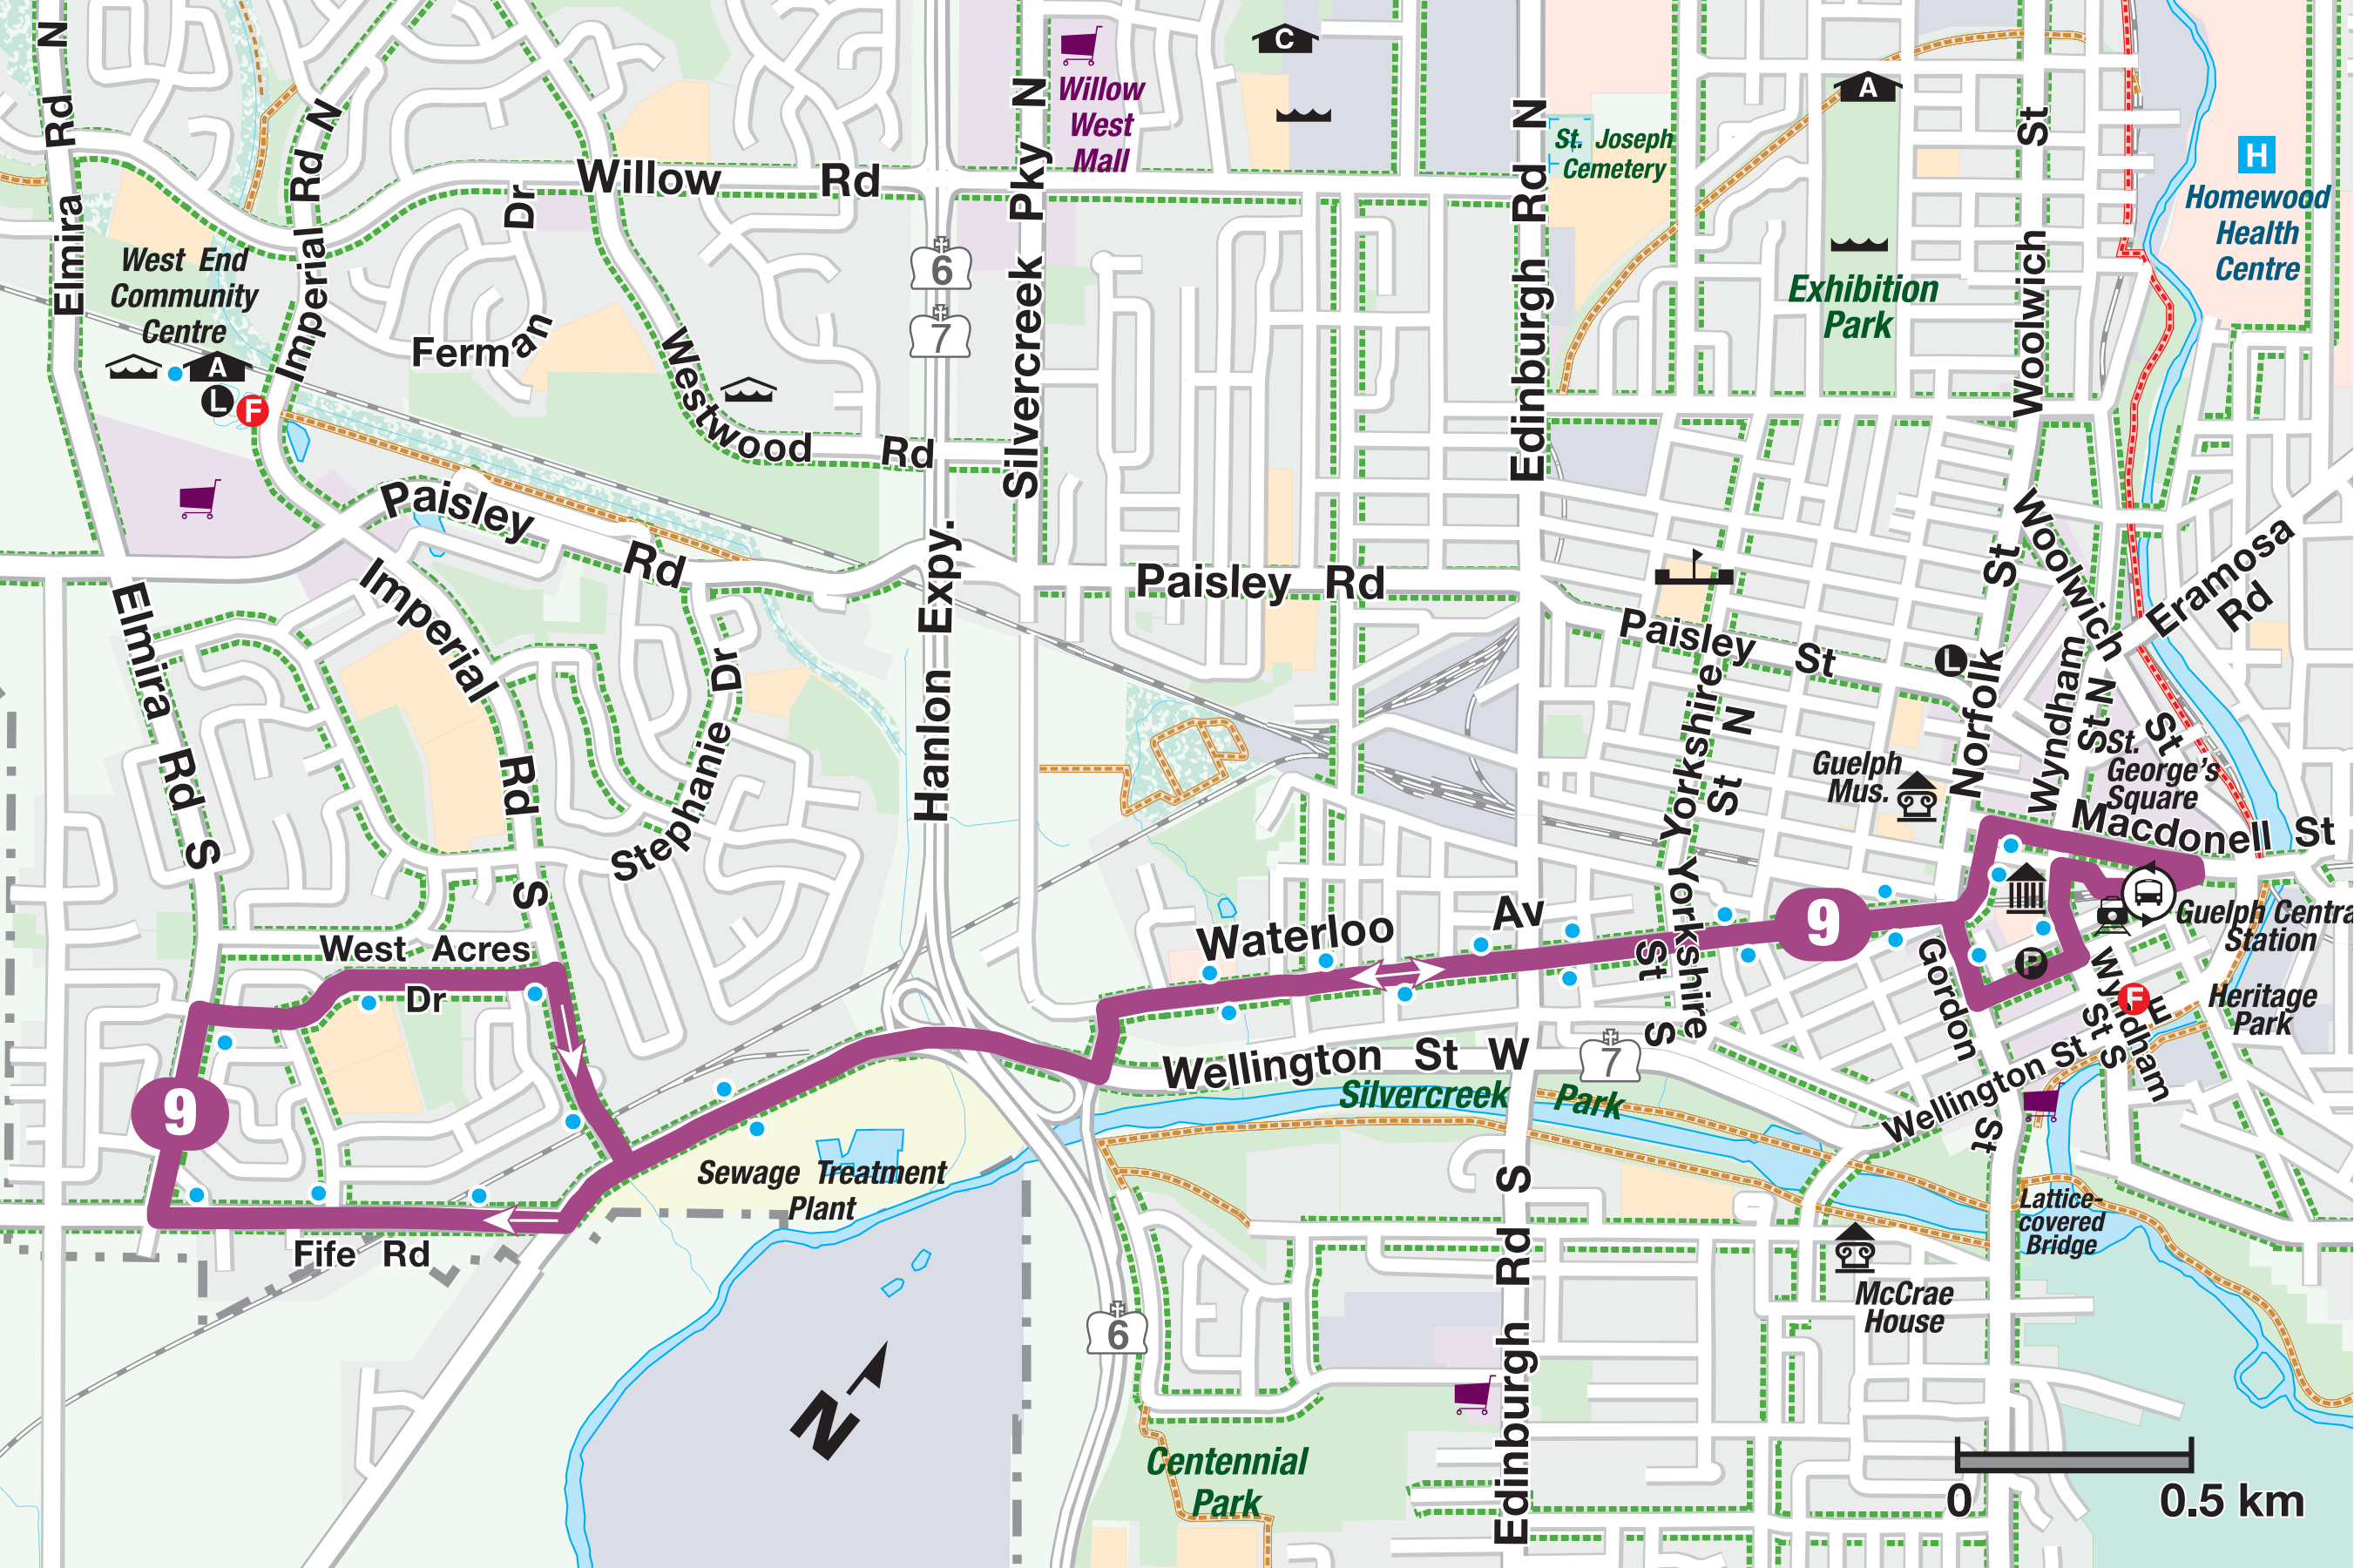 Elmira Rd N
Imperial Rd N
West End
Community
Centre
A
L
F
Willow Rd
Dr
Ferman
Westwood Rd
6
7
Silvercreek Pky N
Willow
West
Mall
C
Edinburgh Rd N
St. Joseph
Cemetery
A
Exhibition
Park
Woolwich St
H
Homewood
Health
Centre
Paisley Rd
Imperial Rd S
Elmira Rd S
Stephanie Dr
Hanlon Expy.
Paisley Rd
Paisley St
Yorkshire St N
L
Norfolk St
Woolwich St
Wyndham St N
Eramosa Rd
Guelph
Mus.
St.
George's
Square
Macdonell St
Guelph Centra
Station
West Acres Dr
9
Fife Rd
Sewage Treatment
Plant
Waterloo Av
9
Yorkshire St S
Wellington St W
7
Silvercreek Park
Gordon St
P
F
Wyndham St S
Wellington St E
Heritage
Park
Lattice-
covered
Bridge
McCrae
House
6
Edinburgh Rd S
Centennial
Park
N
0 0.5 km